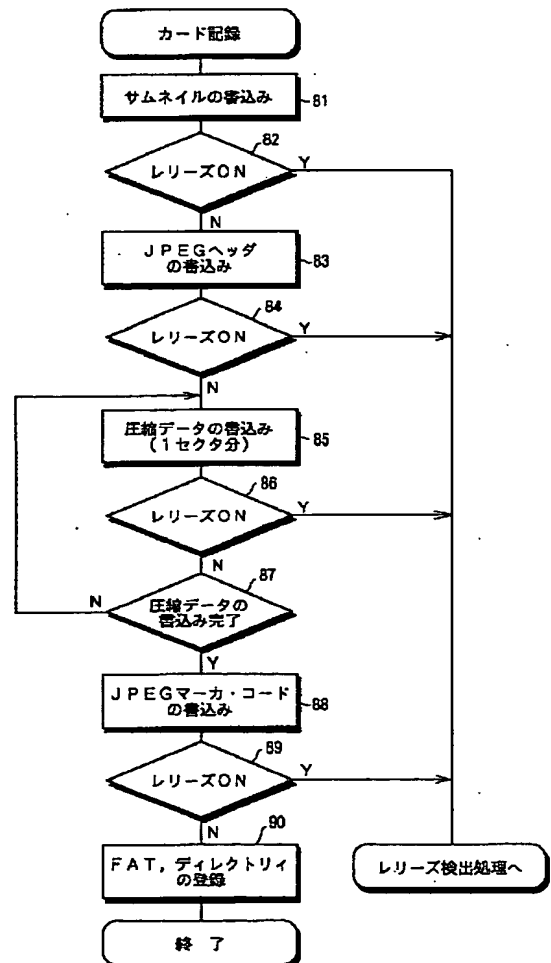 カード記録
サムネイルの書込み
81
82
レリーズON
Y
N
JPEGヘッダ
の書込み
83
84
レリーズON
Y
N
圧縮データの書込み
(1セクタ分)
85
86
レリーズON
Y
N
87
N
圧縮データの
書込み完了
Y
JPEGマーカ・コード
の書込み
88
89
レリーズON
Y
N
90
FAT,ディレクトリィ
の登録
レリーズ検出処理へ
終 了